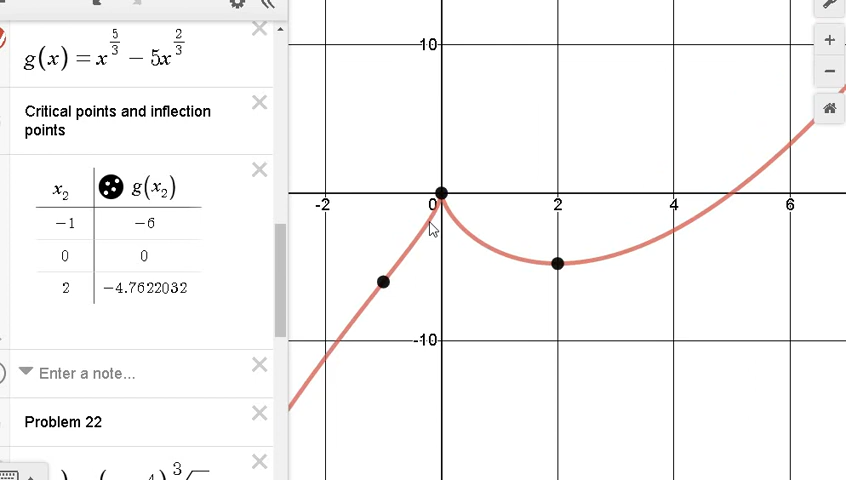 g(x) = x^{5/3} − 5x^{2/3}
Critical points and inflection
points
x₂ g(x₂)
−1 −6
0 0
2 −4.7622032
Enter a note...
Problem 22
10
-2 0 2 4 6
-10
+
−